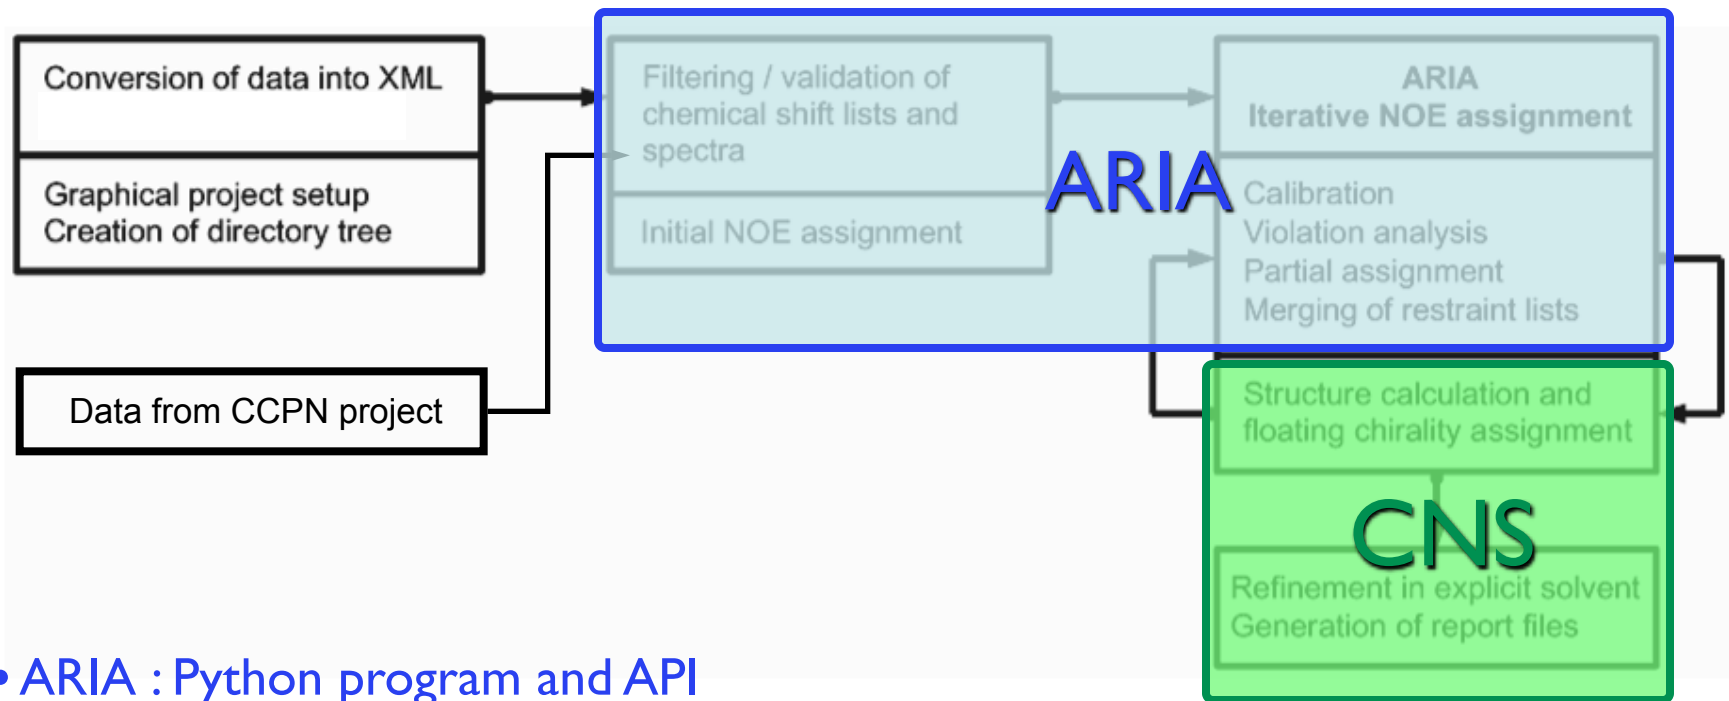 Conversion of data into XML
Graphical project setup
Creation of directory tree
Data from CCPN project
Filtering / validation of
chemical shift lists and
spectra
Initial NOE assignment
ARIA
ARIA
Iterative NOE assignment
Calibration
Violation analysis
Partial assignment
Merging of restraint lists
Structure calculation and
floating chirality assignment
CNS
Refinement in explicit solvent
Generation of report files
• ARIA : Python program and API